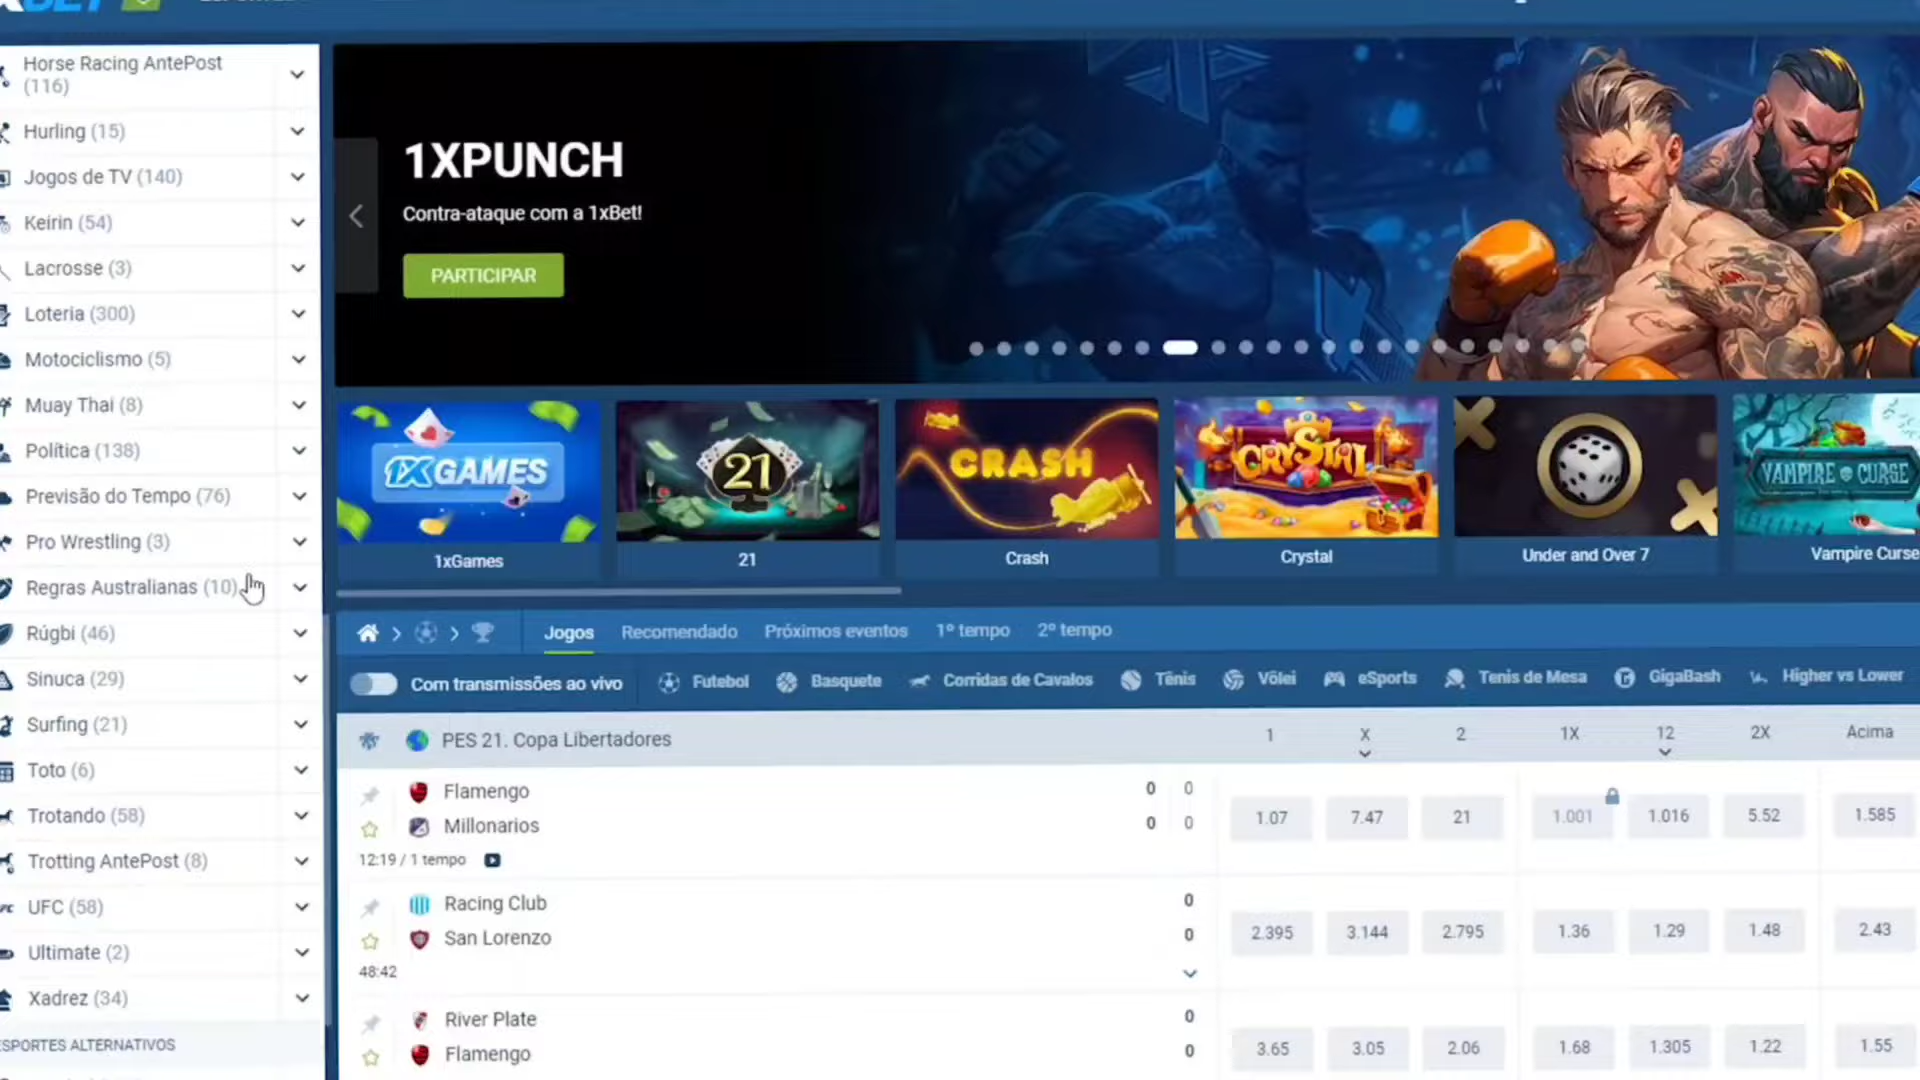 Horse Racing AntePost
(116)
Hurling (15)
Jogos de TV (140)
Keirin (54)
Lacrosse (3)
Loteria (300)
Motociclismo (5)
Muay Thai (8)
Política (138)
Previsão do Tempo (76)
Pro Wrestling (3)
Regras Australianas (10)
Rúgbi (46)
Sinuca (29)
Surfing (21)
Toto (6)
Trotando (58)
Trotting AntePost (8)
UFC (58)
Ultimate (2)
Xadrez (34)
ESPORTES ALTERNATIVOS
1XPUNCH
Contra-ataque com a 1xBet!
PARTICIPAR
1XGAMES
21
CRASH
CRYSTAL
VAMPIRE CURSE
1xGames
21
Crash
Crystal
Under and Over 7
Vampire Curse
Jogos Recomendado Próximos eventos 1º tempo 2º tempo
Com transmissões ao vivo Futebol Basquete Corridas de Cavalos Tênis Vôlei eSports Tenis de Mesa GigaBash Higher vs Lower
PES 21. Copa Libertadores 1 X 2 1X 12 2X Acima
Flamengo 0 0
Millonarios 0 0
1.07 7.47 21 1.001 1.016 5.52 1.585
12:19 / 1 tempo
Racing Club 0
San Lorenzo 0
2.395 3.144 2.795 1.36 1.29 1.48 2.43
48:42
River Plate 0
Flamengo 0
3.65 3.05 2.06 1.68 1.305 1.22 1.55